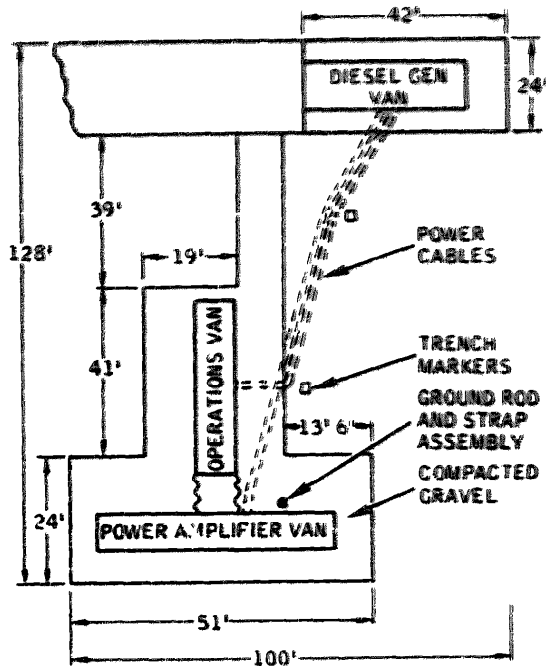 42'
DIESEL GEN
VAN
24'
39'
128'
19'
POWER
CABLES
OPERATIONS VAN
41'
TRENCH
MARKERS
GROUND ROD
AND STRAP
ASSEMBLY
13' 6"
COMPACTED
GRAVEL
24'
POWER AMPLIFIER VAN
51'
100'